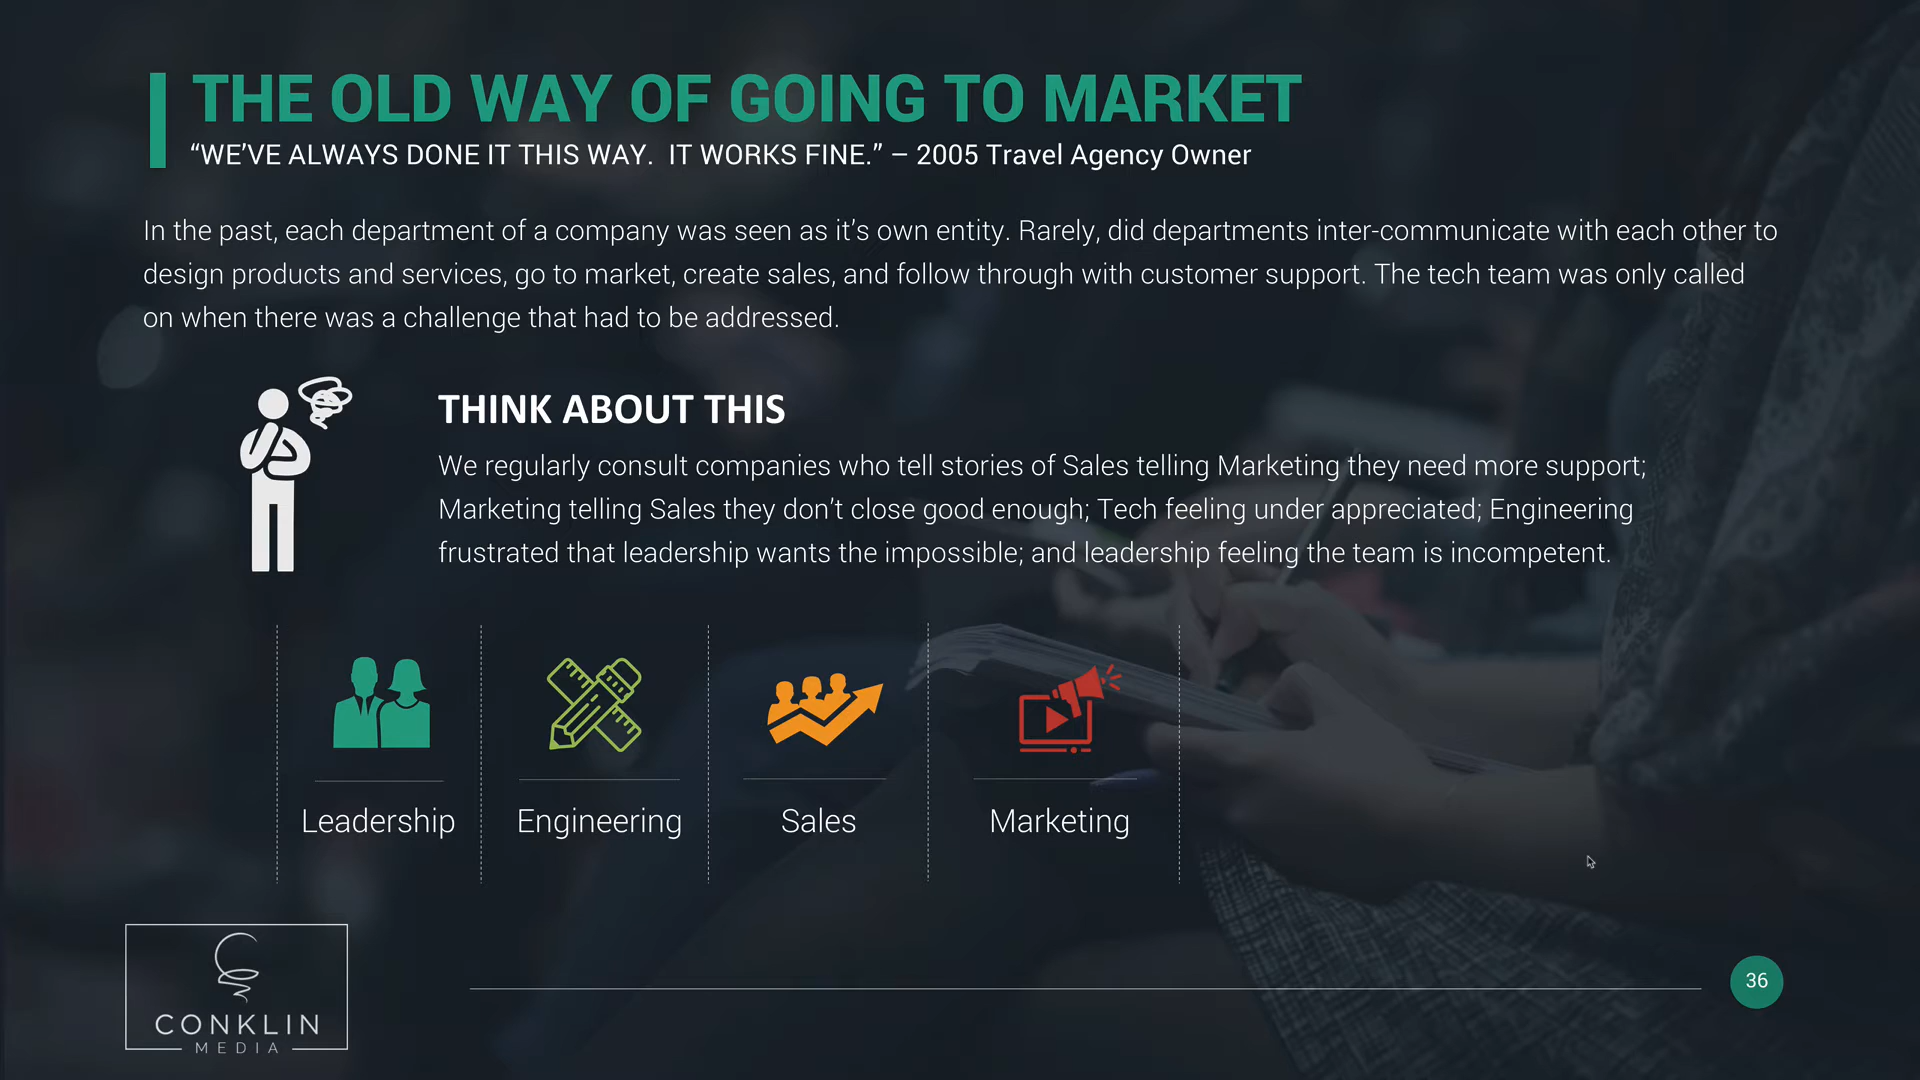 THE OLD WAY OF GOING TO MARKET
“WE’VE ALWAYS DONE IT THIS WAY.  IT WORKS FINE.” – 2005 Travel Agency Owner
In the past, each department of a company was seen as it’s own entity. Rarely, did departments inter-communicate with each other to
design products and services, go to market, create sales, and follow through with customer support. The tech team was only called
on when there was a challenge that had to be addressed.
THINK ABOUT THIS
We regularly consult companies who tell stories of Sales telling Marketing they need more support;
Marketing telling Sales they don’t close good enough; Tech feeling under appreciated; Engineering
frustrated that leadership wants the impossible; and leadership feeling the team is incompetent.
Leadership
Engineering
Sales
Marketing
CONKLIN
MEDIA
36